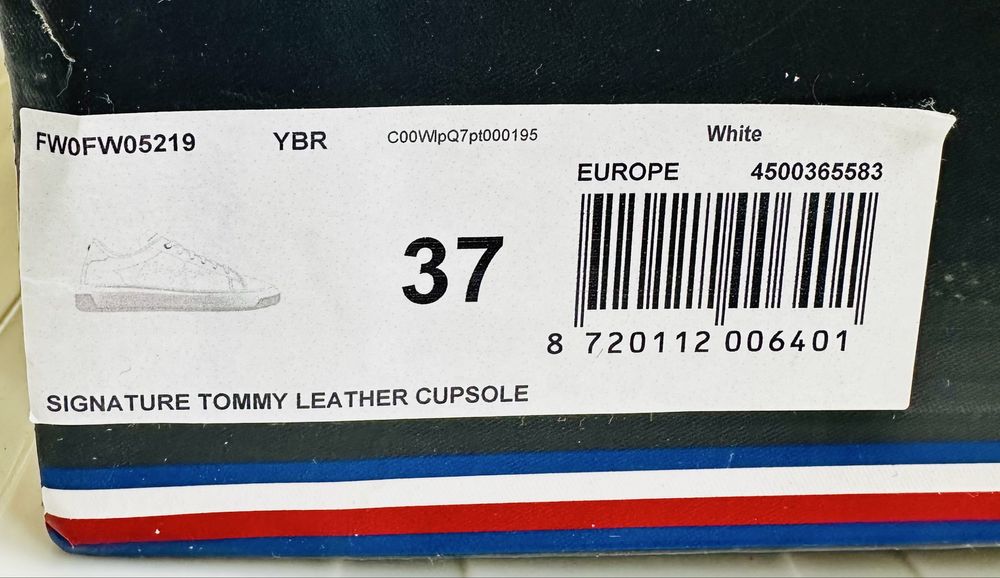 FW0FW05219 YBR C00WlpQ7pt000195 White
EUROPE 4500365583
37
8 720112 006401
SIGNATURE TOMMY LEATHER CUPSOLE